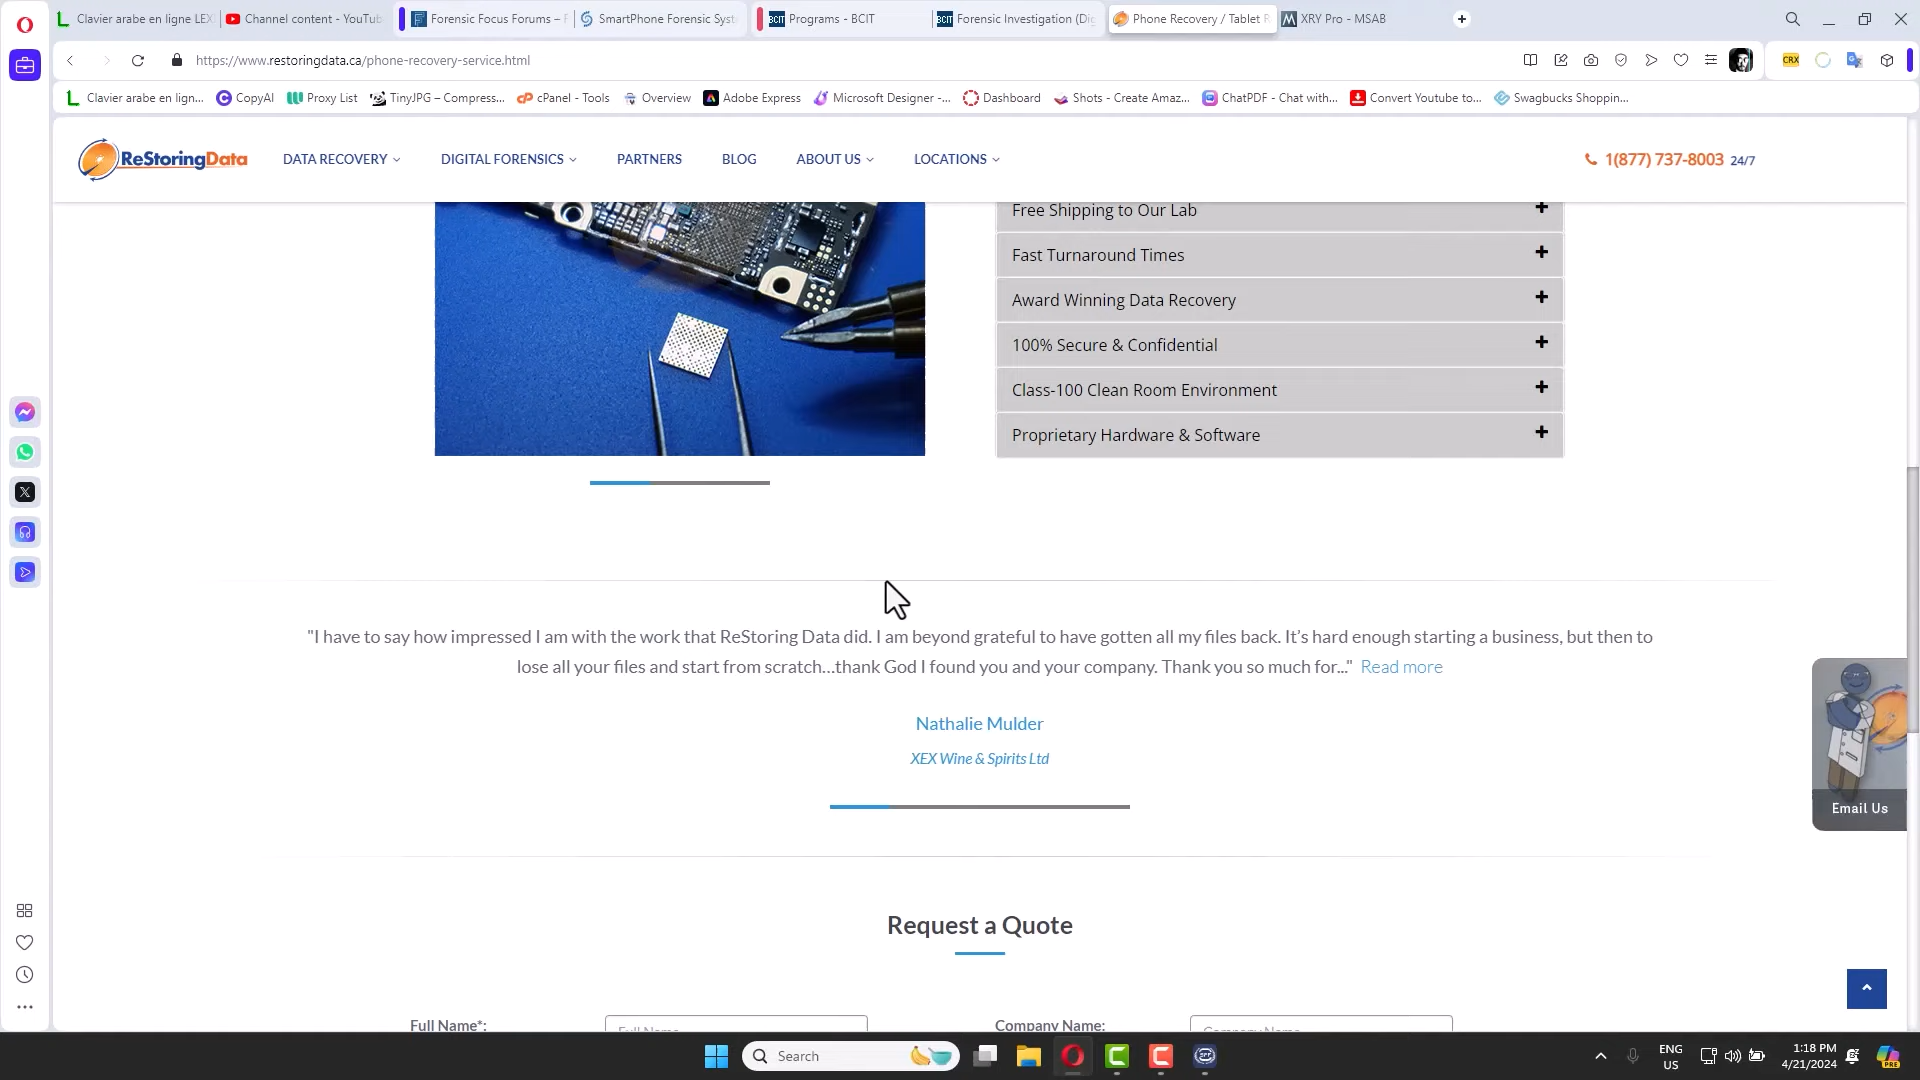 Clavier arabe en ligne LEX
Channel content - YouTub
Forensic Focus Forums – F
SmartPhone Forensic Syst
BCIT
Programs - BCIT
BCIT
Forensic Investigation (Dig
Phone Recovery / Tablet R
XRY Pro - MSAB
https://www.restoringdata.ca/phone-recovery-service.html
CRX
Clavier arabe en lign...
CopyAI
Proxy List
TinyJPG – Compress...
cPanel - Tools
Overview
Adobe Express
Microsoft Designer -...
Dashboard
Shots - Create Amaz...
ChatPDF - Chat with...
Convert Youtube to...
Swagbucks Shoppin...
ReStoringData
DATA RECOVERY
DIGITAL FORENSICS
PARTNERS
BLOG
ABOUT US
LOCATIONS
1(877) 737-8003 24/7
Free Shipping to Our Lab
Fast Turnaround Times
Award Winning Data Recovery
100% Secure & Confidential
Class-100 Clean Room Environment
Proprietary Hardware & Software
"I have to say how impressed I am with the work that ReStoring Data did. I am beyond grateful to have gotten all my files back. It's hard enough starting a business, but then to
lose all your files and start from scratch...thank God I found you and your company. Thank you so much for..." Read more
Nathalie Mulder
XEX Wine & Spirits Ltd
Email Us
Request a Quote
Full Name*:
Full Name
Company Name:
Company Name
Search
ENG
US
1:18 PM
4/21/2024
PRE